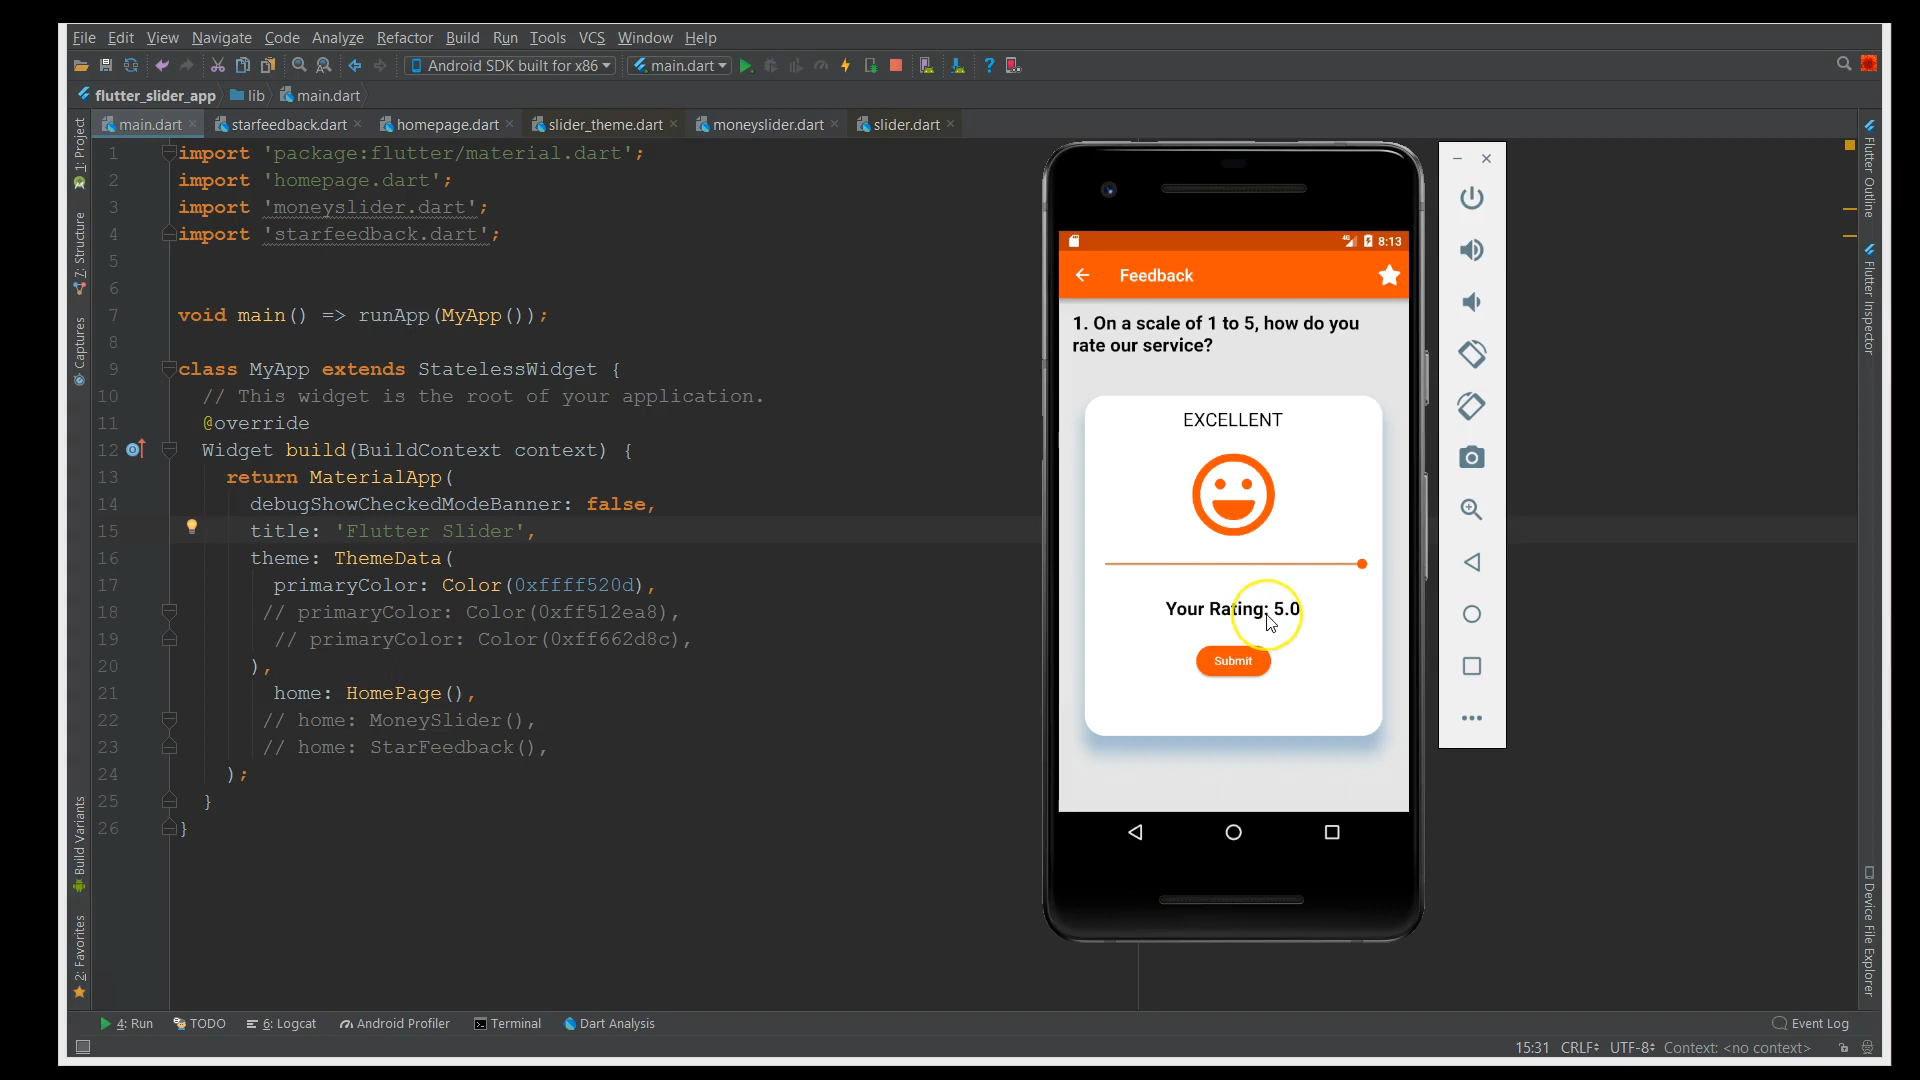 File Edit View Navigate Code Analyze Refactor Build Run Tools VCS Window Help
Android SDK built for x86 main.dart
flutter_slider_app lib main.dart
main.dart starfeedback.dart homepage.dart slider_theme.dart moneyslider.dart slider.dart
1 import 'package:flutter/material.dart';
2 import 'homepage.dart';
3 import 'moneyslider.dart';
4 import 'starfeedback.dart';
5
6
7 void main() => runApp(MyApp());
8
9 class MyApp extends StatelessWidget {
10 // This widget is the root of your application.
11 @override
12 Widget build(BuildContext context) {
13 return MaterialApp(
14 debugShowCheckedModeBanner: false,
15 title: 'Flutter Slider',
16 theme: ThemeData(
17 primaryColor: Color(0xffff520d),
18 // primaryColor: Color(0xff512ea8),
19 // primaryColor: Color(0xff662d8c),
20 ),
21 home: HomePage(),
22 // home: MoneySlider(),
23 // home: StarFeedback(),
24 );
25 }
26 }
1: Project
Z: Structure
Captures
Build Variants
2: Favorites
4G 8:13
Feedback
1. On a scale of 1 to 5, how do you
rate our service?
EXCELLENT
Your Rating: 5.0
Submit
Flutter Outline
Flutter Inspector
Device File Explorer
4: Run TODO 6: Logcat Android Profiler Terminal Dart Analysis Event Log
15:31 CRLF UTF-8 Context: <no context>